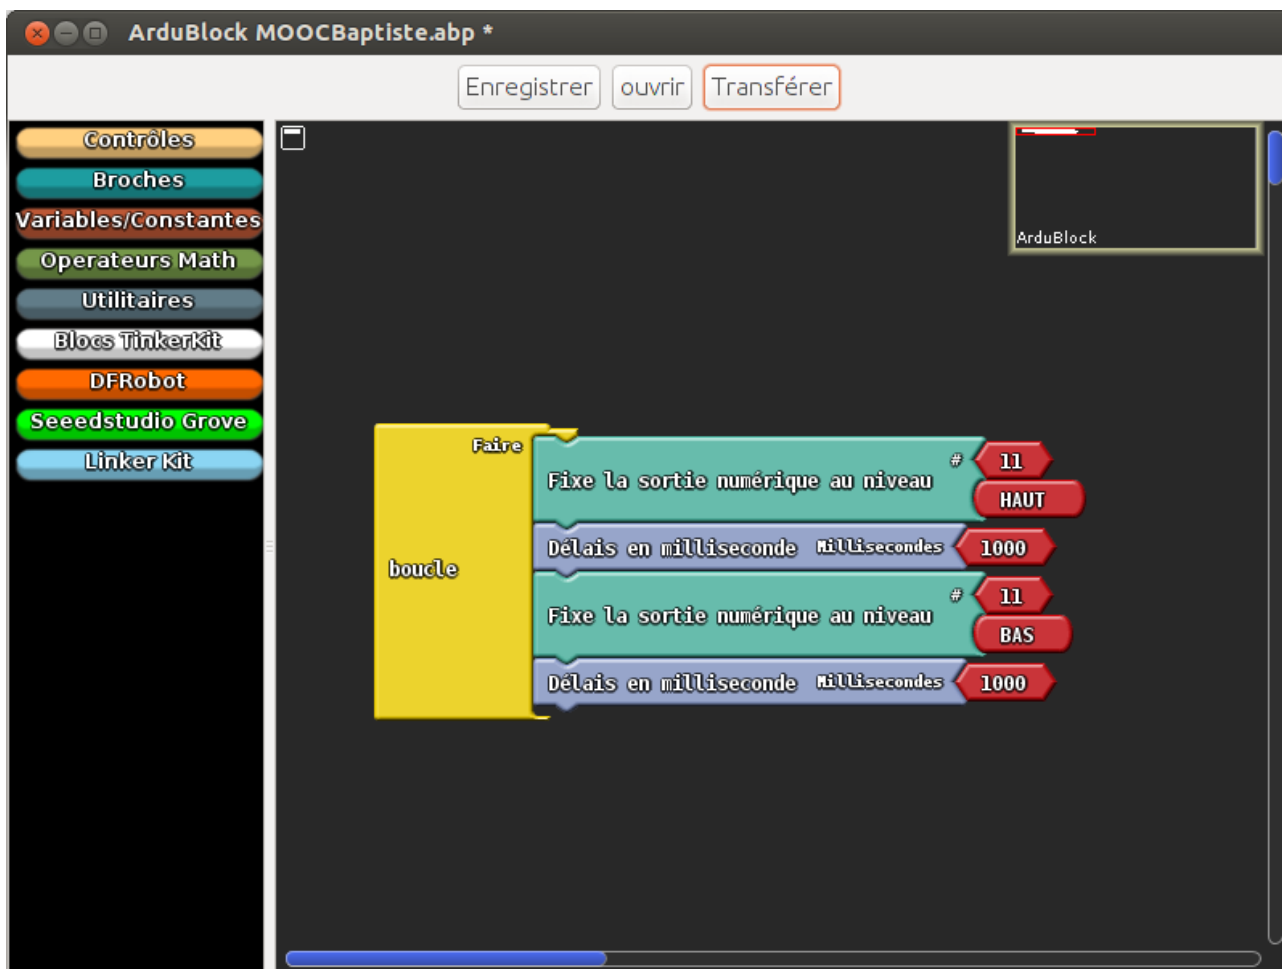 ArduBlock MOOCBaptiste.abp *
Enregistrer ouvrir Transférer
Contrôles
Broches
Variables/Constantes
Operateurs Math
Utilitaires
Blocs TinkerKit
DFRobot
Seeedstudio Grove
Linker Kit
ArduBlock
boucle
Faire
Fixe la sortie numérique au niveau # 11
HAUT
Délais en milliseconde Millisecondes 1000
Fixe la sortie numérique au niveau # 11
BAS
Délais en milliseconde Millisecondes 1000